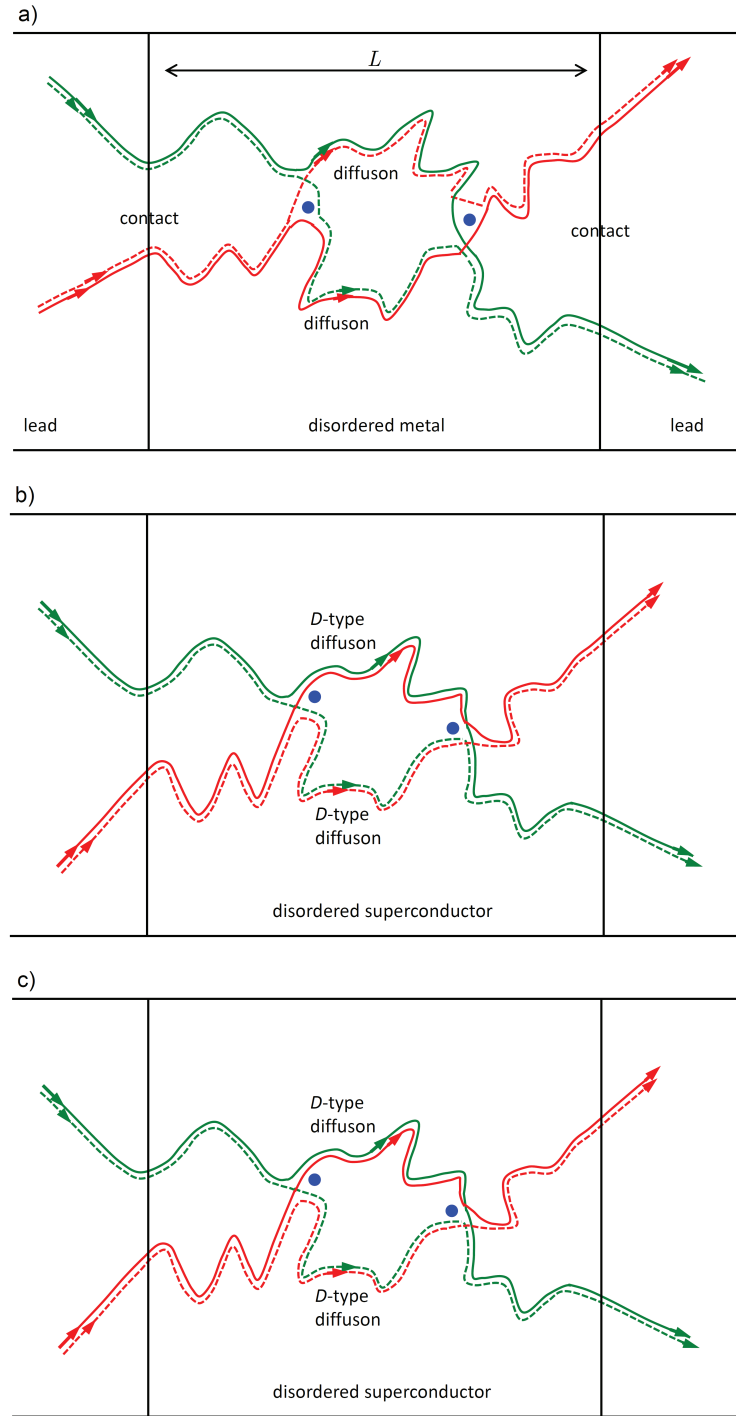 a)
L
diffuson
contact
contact
diffuson
lead
disordered metal
lead
b)
D-type
diffuson
D-type
diffuson
disordered superconductor
c)
D-type
diffuson
D-type
diffuson
disordered superconductor